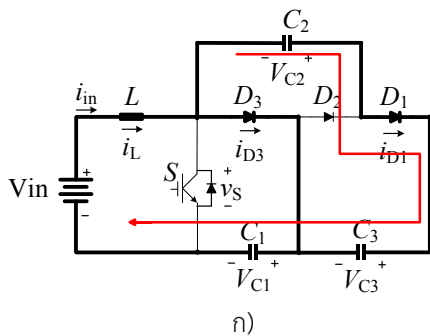 C2
− VC2 +
iin
L
D3
D2
D1
iL
iD3
iD1
Vin
+
−
S
+
vS
−
C1
C3
− VC1 +
− VC3 +
ก)